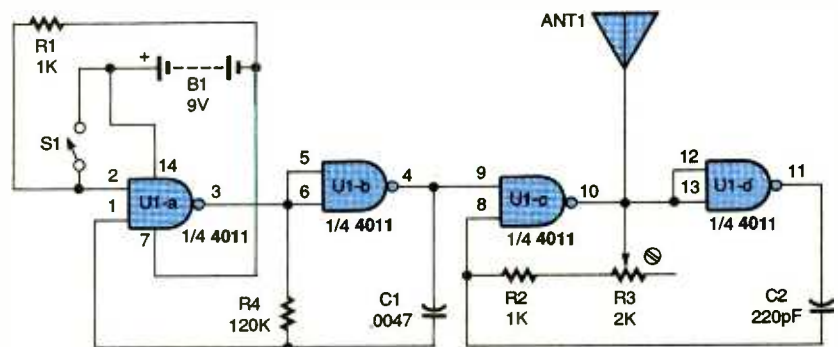 ANT1
R1
1K
+
B1
9V
S1
14
2
1
U1-a
3
7
1/4 4011
5
6
U1-b
4
1/4 4011
9
8
U1-c
10
1/4 4011
12
13
U1-d
11
1/4 4011
R4
120K
C1
.0047
R2
1K
R3
2K
C2
220pF